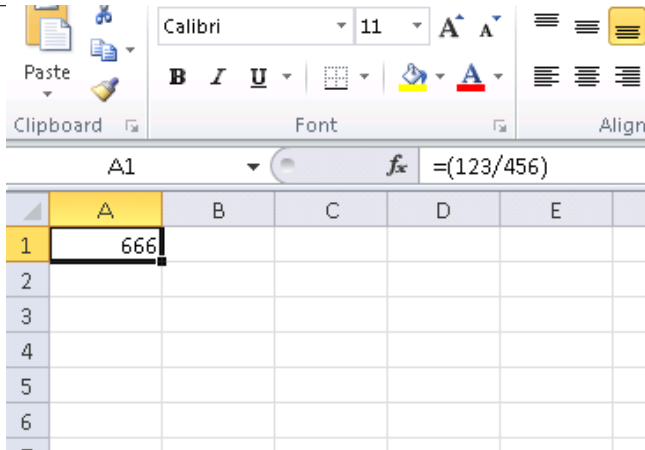 Calibri 11 A A
Paste B I U A
Clipboard Font Align
A1 fx =(123/456)
A B C D E
1 666
2
3
4
5
6